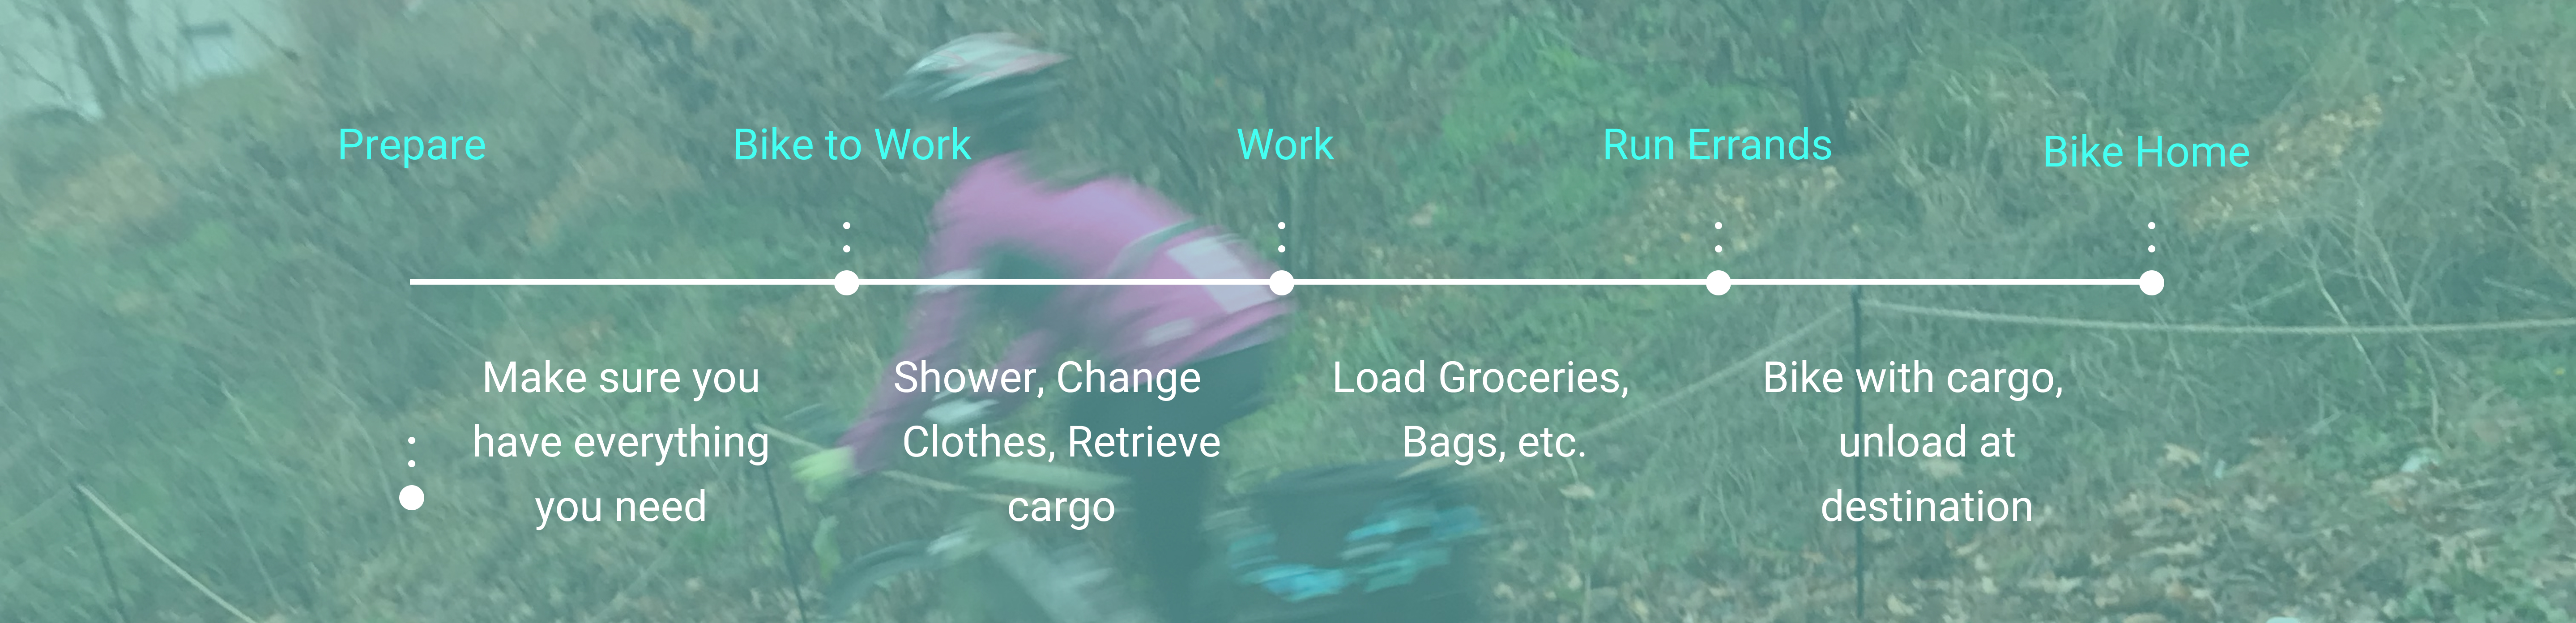 Prepare
Bike to Work
Work
Run Errands
Bike Home
Make sure you
have everything
you need
Shower, Change
Clothes, Retrieve
cargo
Load Groceries,
Bags, etc.
Bike with cargo,
unload at
destination